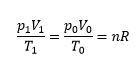 p₁V₁/T₁ = p₀V₀/T₀ = nR